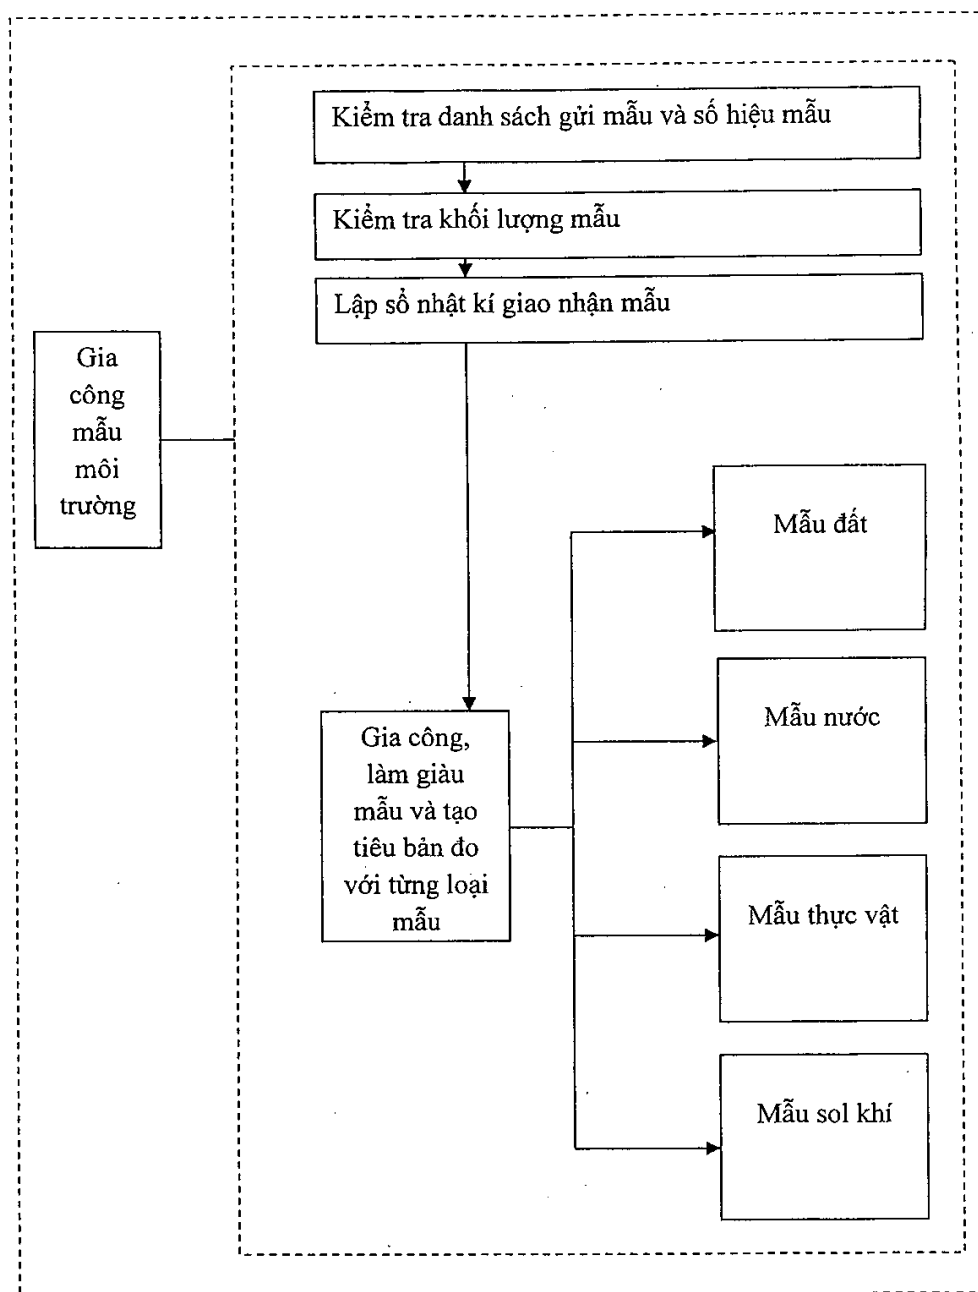 Kiểm tra danh sách gửi mẫu và số hiệu mẫu
Kiểm tra khối lượng mẫu
Lập sổ nhật kí giao nhận mẫu
Gia
công
mẫu
môi
trường
Gia công,
làm giàu
mẫu và tạo
tiêu bản đo
với từng loại
mẫu
Mẫu đất
Mẫu nước
Mẫu thực vật
Mẫu sol khí